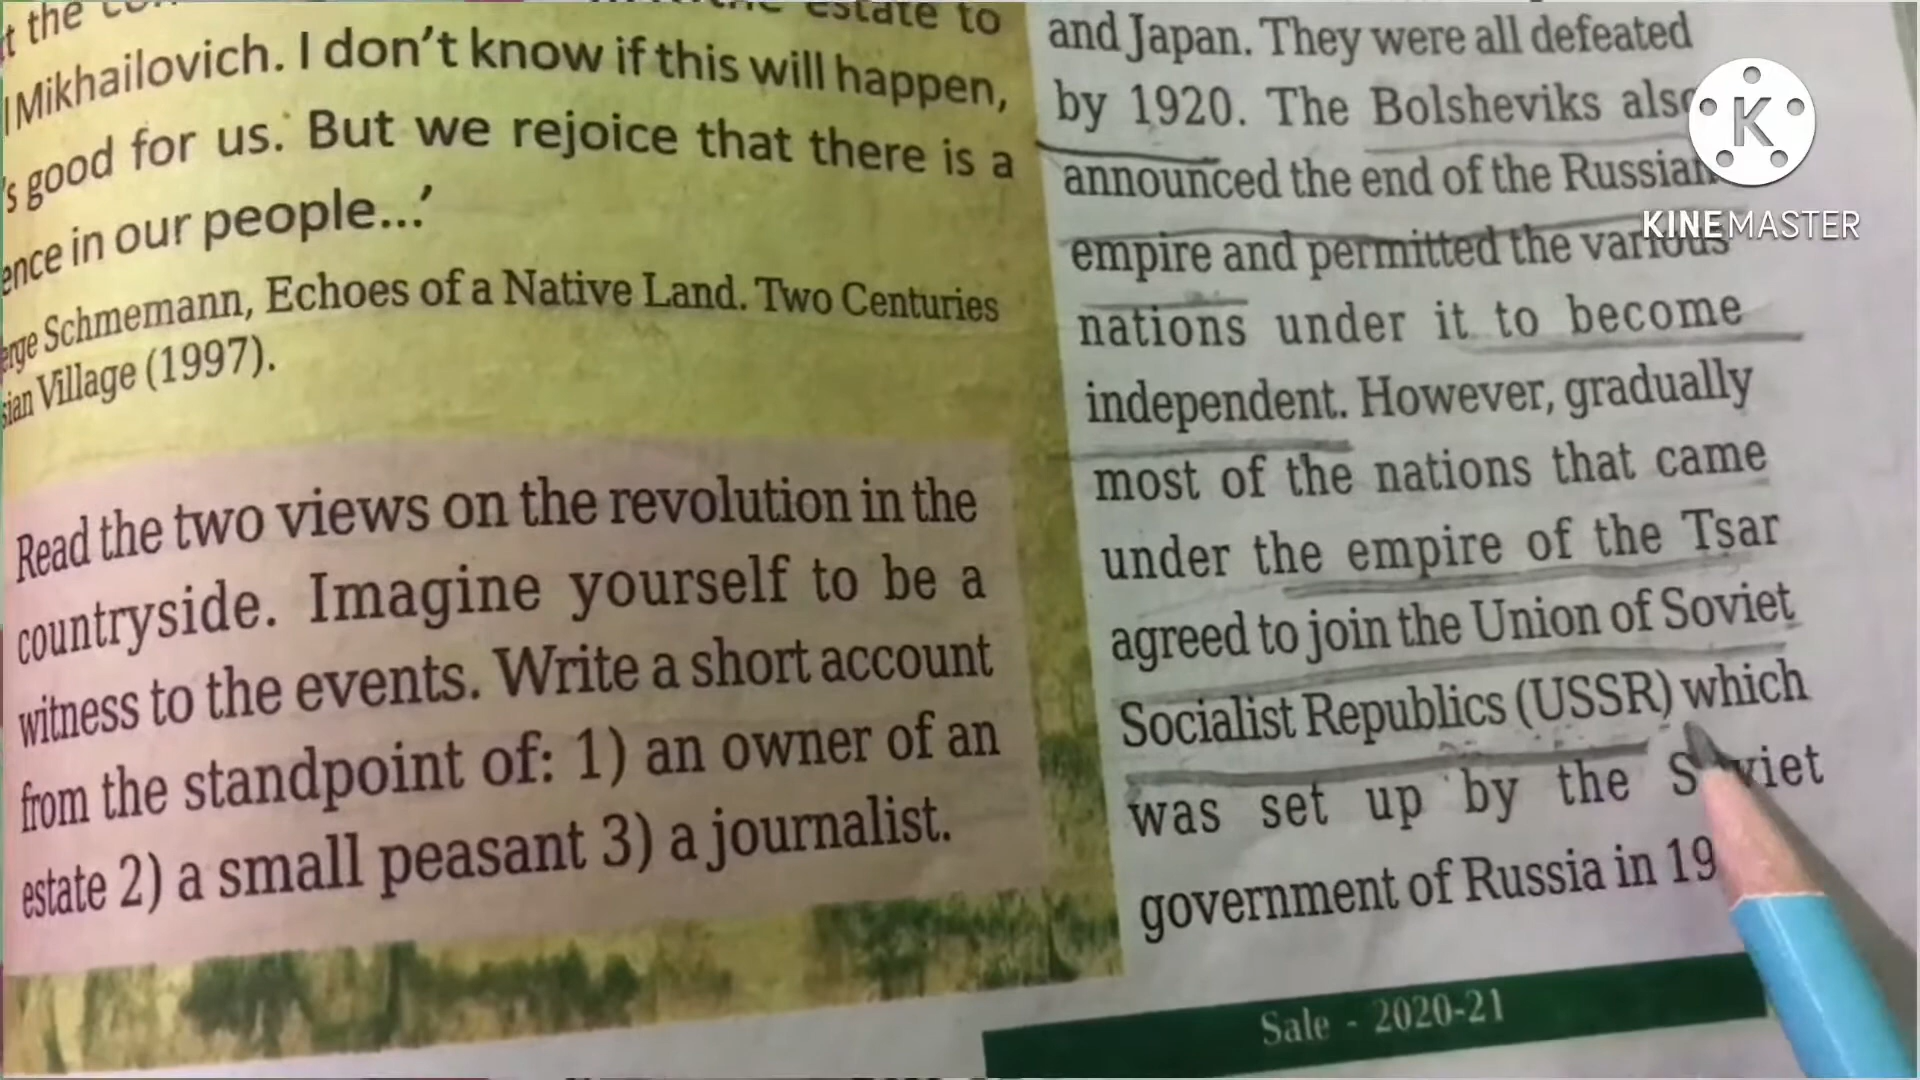 the estate to
Mikhailovich. I don't know if this will happen,
's good for us. But we rejoice that there is a
ence in our people...'
erge Schmemann, Echoes of a Native Land. Two Centuries
sian Village (1997).
Read the two views on the revolution in the
countryside. Imagine yourself to be a
witness to the events. Write a short account
from the standpoint of: 1) an owner of an
estate 2) a small peasant 3) a journalist.
and Japan. They were all defeated
by 1920. The Bolsheviks also
announced the end of the Russian
empire and permitted the various
nations under it to become
independent. However, gradually
most of the nations that came
under the empire of the Tsar
agreed to join the Union of Soviet
Socialist Republics (USSR) which
was set up by the Soviet
government of Russia in 19
Sale - 2020-21
K
KINEMASTER